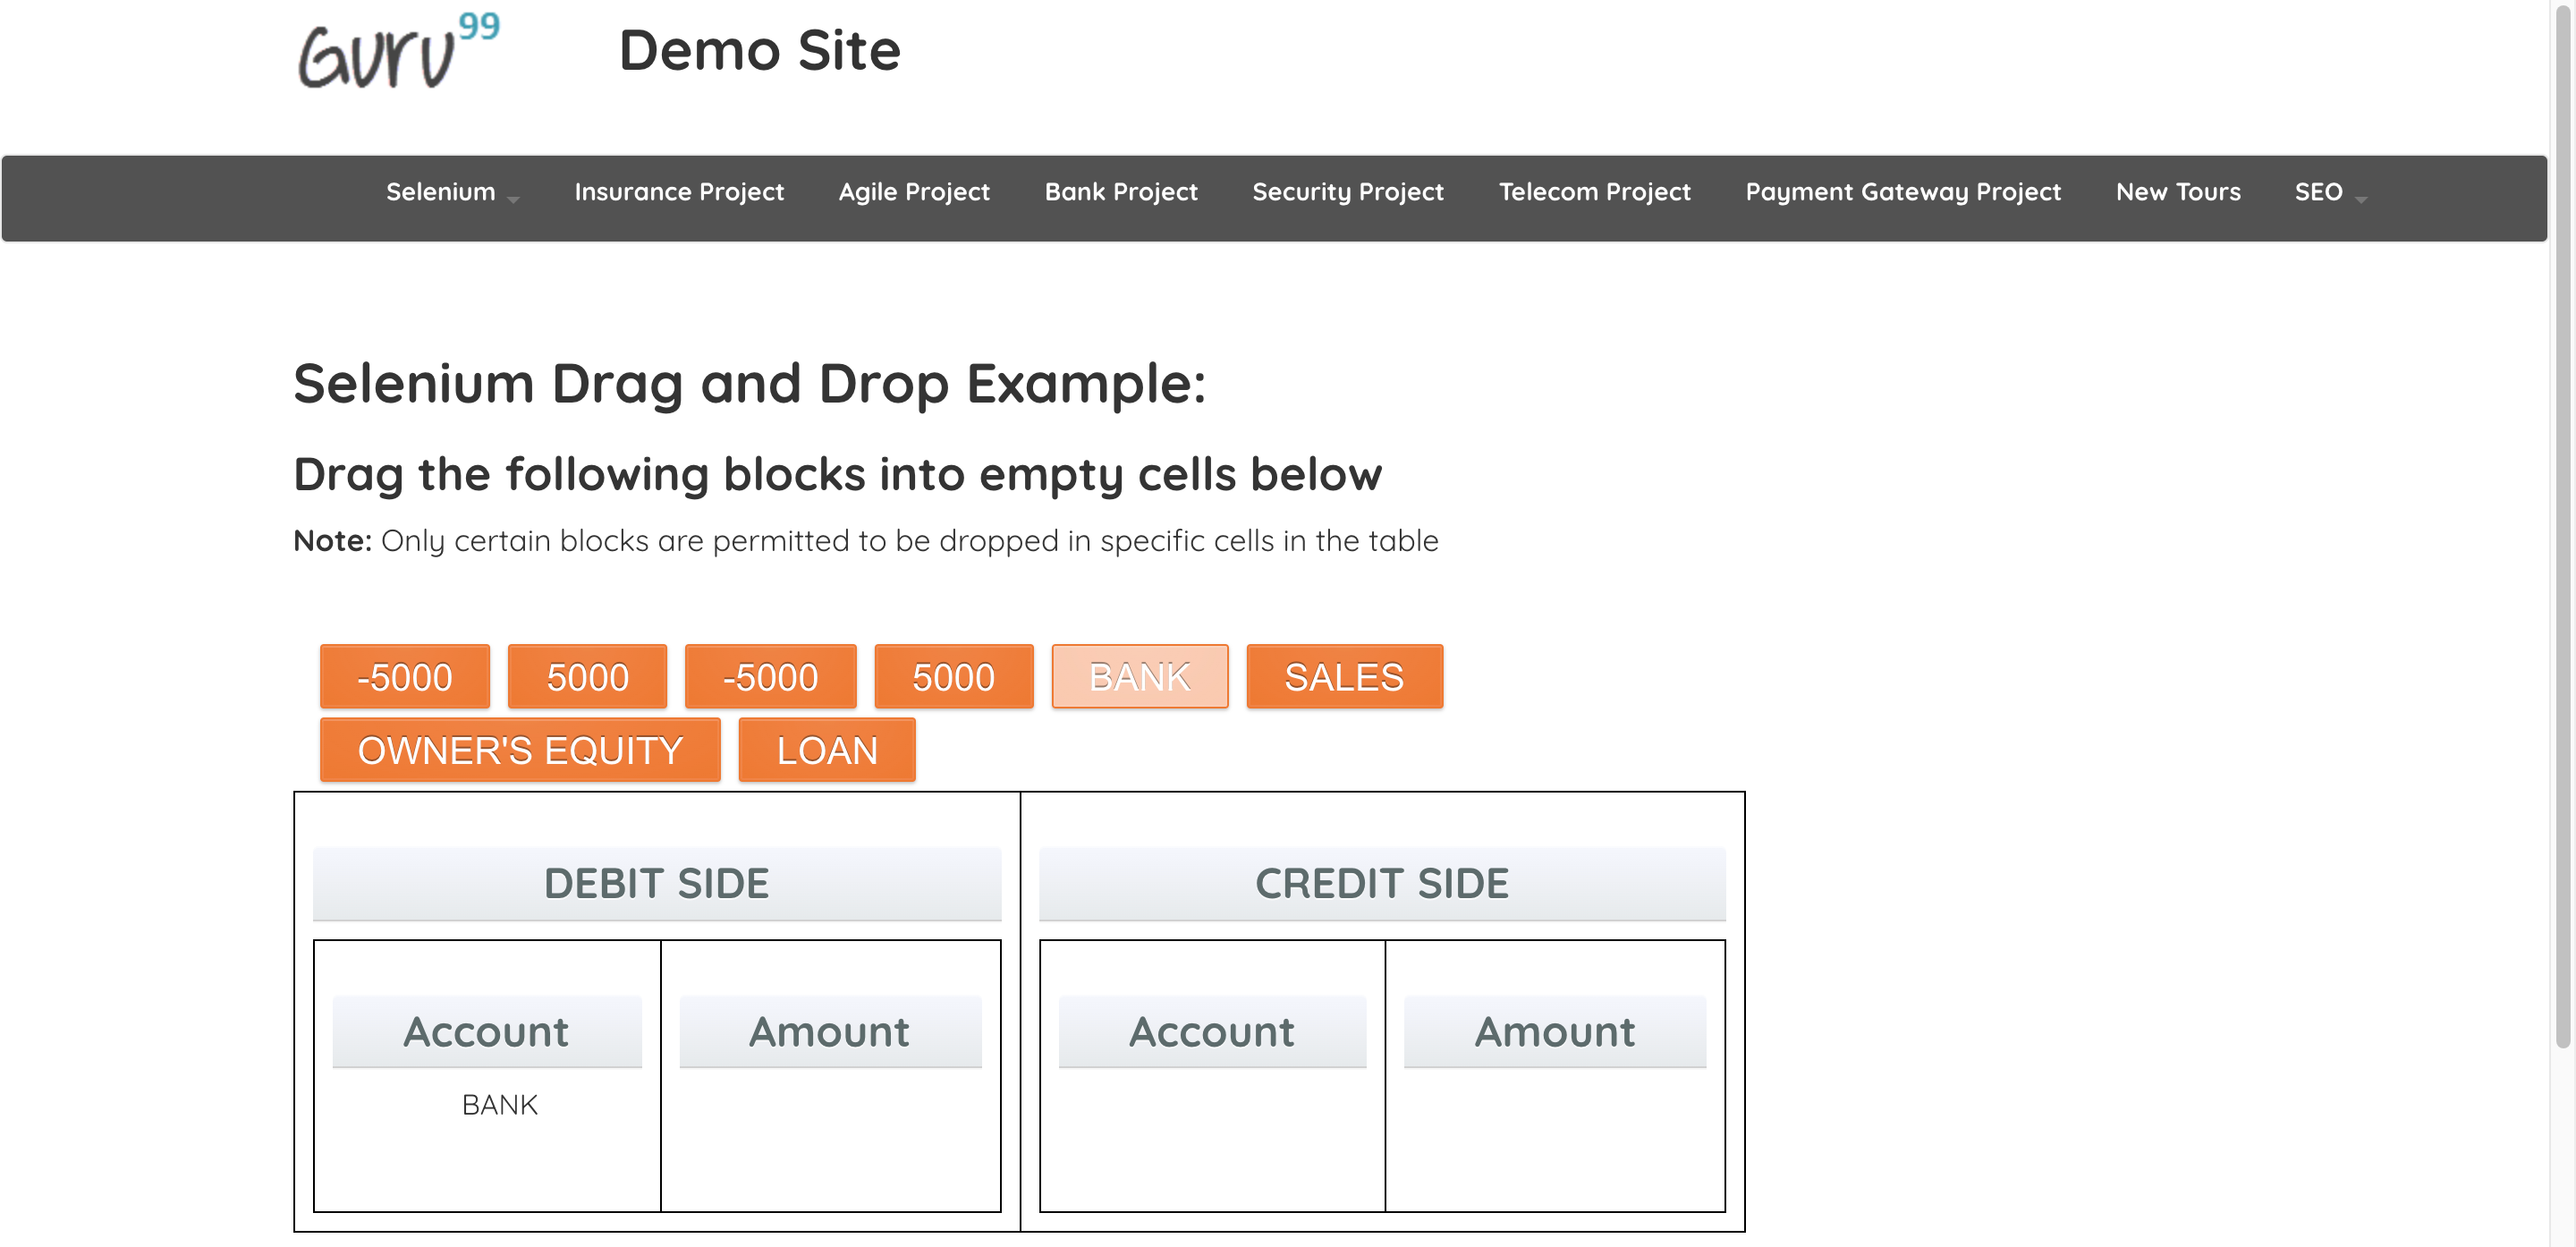 Guru99 Demo Site
Selenium Insurance Project Agile Project Bank Project Security Project Telecom Project Payment Gateway Project New Tours SEO
Selenium Drag and Drop Example:
Drag the following blocks into empty cells below
Note: Only certain blocks are permitted to be dropped in specific cells in the table
-5000 5000 -5000 5000 BANK SALES
OWNER'S EQUITY LOAN
DEBIT SIDE CREDIT SIDE
Account Amount Account Amount
BANK